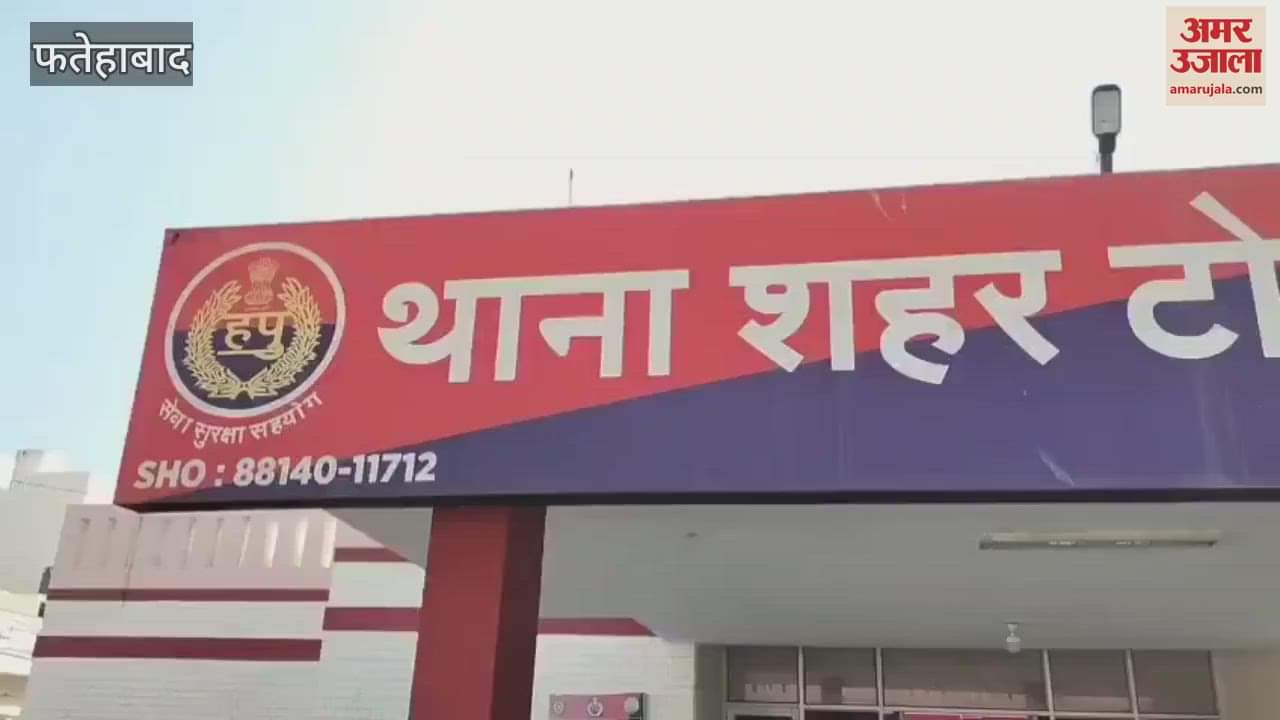 फतेहाबाद
अमर
उजाला
amarujala.com
थाना शहर
हपु
सेवा सुरक्षा सहयोग
SHO : 88140-11712